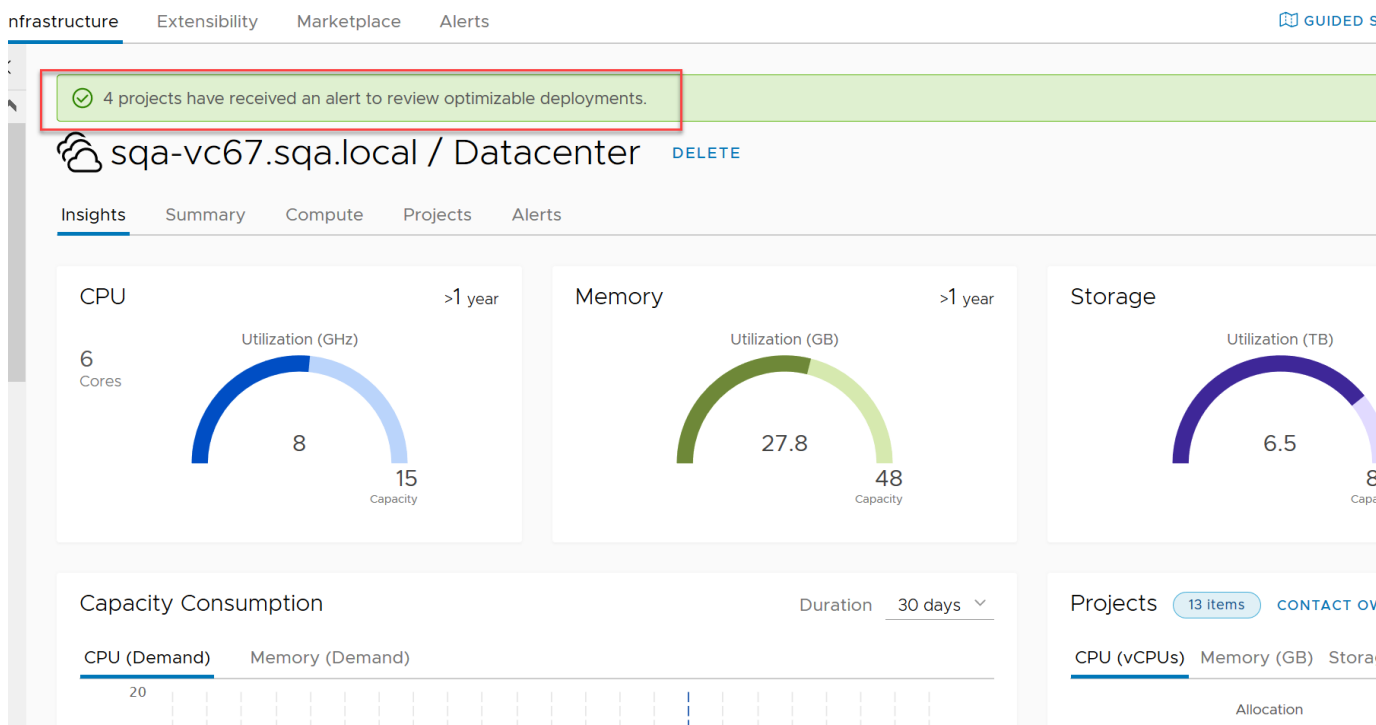 nfrastructure Extensibility Marketplace Alerts GUIDED S
4 projects have received an alert to review optimizable deployments.
sqa-vc67.sqa.local / Datacenter DELETE
Insights Summary Compute Projects Alerts
CPU >1 year
Utilization (GHz)
6
Cores
8
15
Capacity
Memory >1 year
Utilization (GB)
27.8
48
Capacity
Storage
Utilization (TB)
6.5
8
Capa
Capacity Consumption Duration 30 days
CPU (Demand) Memory (Demand)
20
Projects 13 items CONTACT OW
CPU (vCPUs) Memory (GB) Stora
Allocation